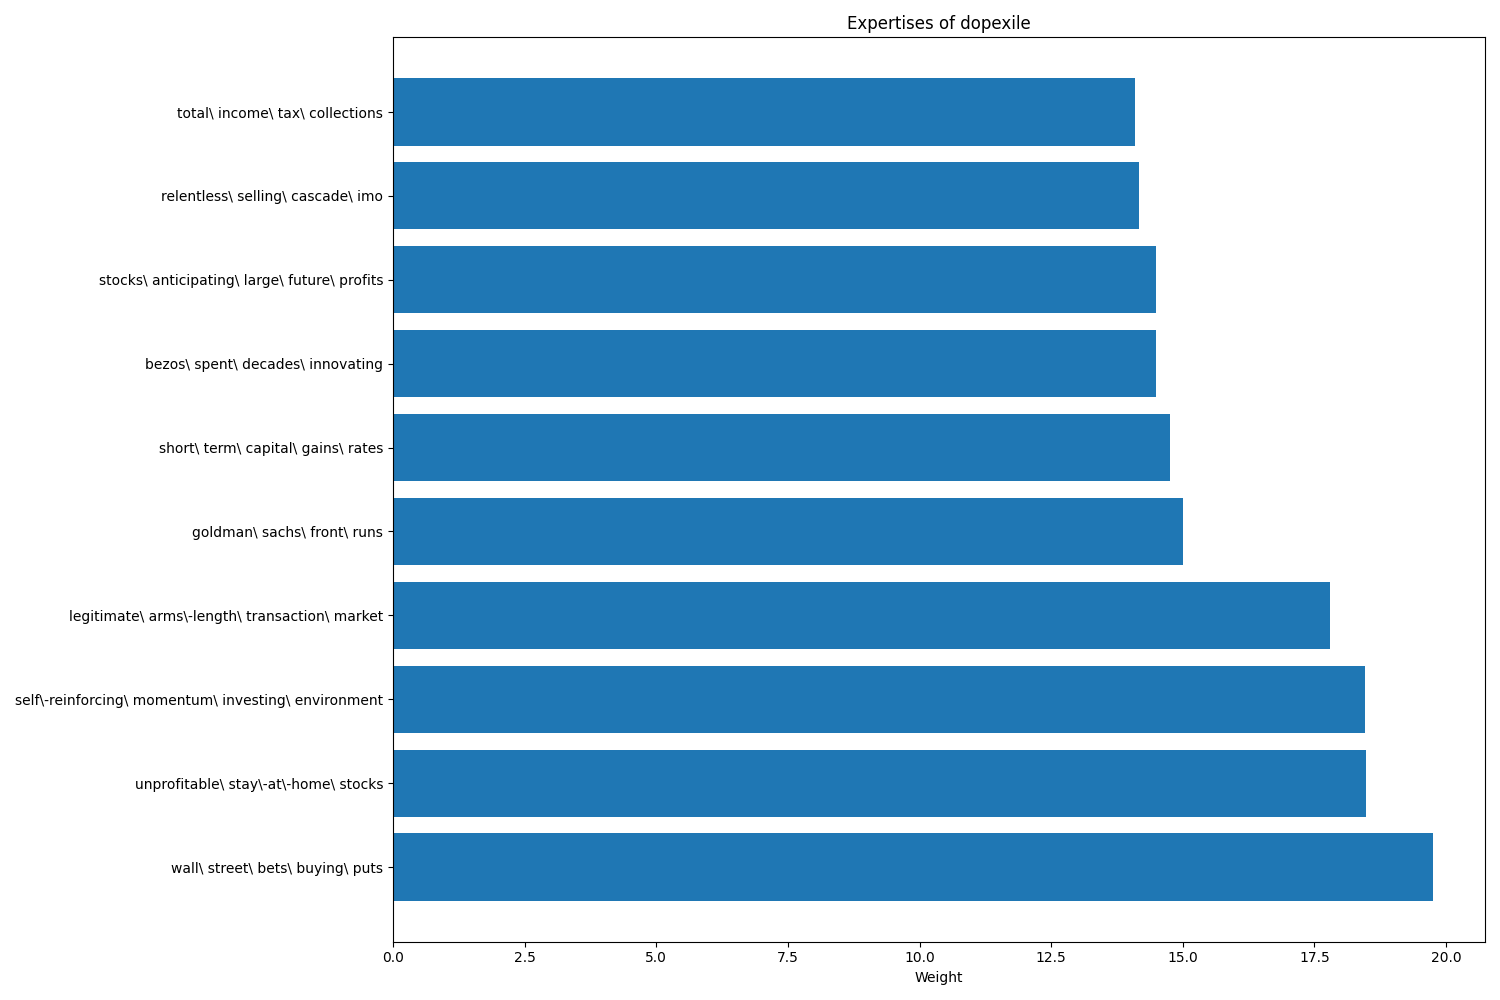 Expertises of dopexile
total\ income\ tax\ collections
relentless\ selling\ cascade\ imo
stocks\ anticipating\ large\ future\ profits
bezos\ spent\ decades\ innovating
short\ term\ capital\ gains\ rates
goldman\ sachs\ front\ runs
legitimate\ arms\-length\ transaction\ market
self\-reinforcing\ momentum\ investing\ environment
unprofitable\ stay\-at\-home\ stocks
wall\ street\ bets\ buying\ puts
0.0 2.5 5.0 7.5 10.0 12.5 15.0 17.5 20.0
Weight